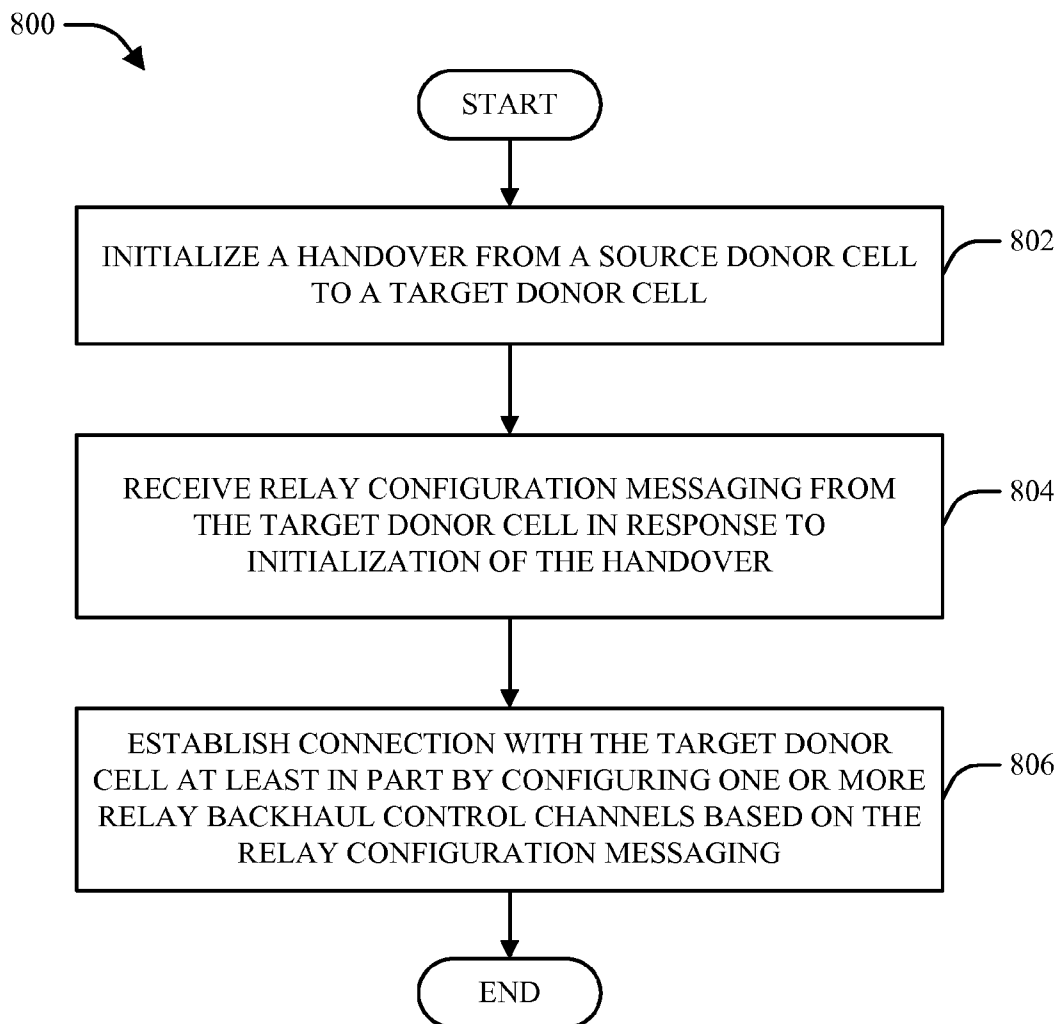 800
START
INITIALIZE A HANDOVER FROM A SOURCE DONOR CELL
TO A TARGET DONOR CELL
802
RECEIVE RELAY CONFIGURATION MESSAGING FROM
THE TARGET DONOR CELL IN RESPONSE TO
INITIALIZATION OF THE HANDOVER
804
ESTABLISH CONNECTION WITH THE TARGET DONOR
CELL AT LEAST IN PART BY CONFIGURING ONE OR MORE
RELAY BACKHAUL CONTROL CHANNELS BASED ON THE
RELAY CONFIGURATION MESSAGING
806
END